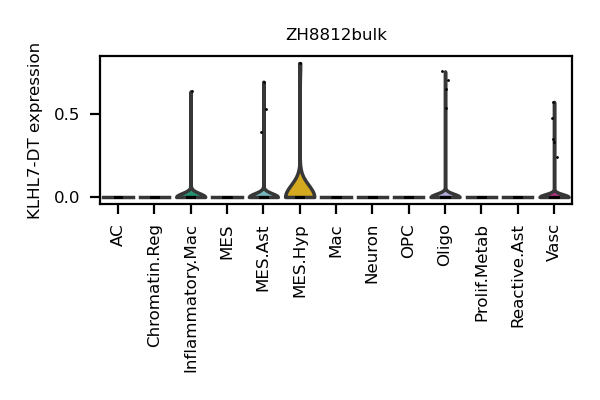 ZH8812bulk
KLHL7-DT expression
0.5
0.0
AC
Chromatin.Reg
Inflammatory.Mac
MES
MES.Ast
MES.Hyp
Mac
Neuron
OPC
Oligo
Prolif.Metab
Reactive.Ast
Vasc